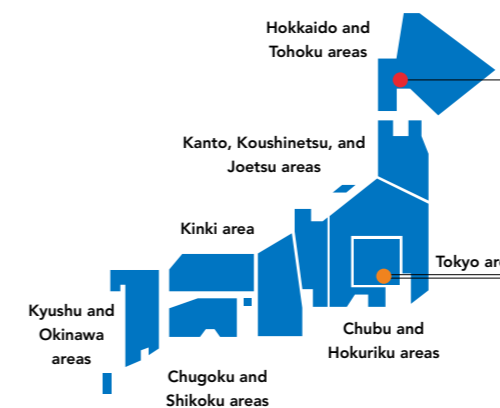 Hokkaido and
Tohoku areas
Kanto, Koushinetsu, and
Joetsu areas
Kinki area
Tokyo
Kyushu and
Okinawa
areas
Chubu and
Hokuriku areas
Chugoku and
Shikoku areas